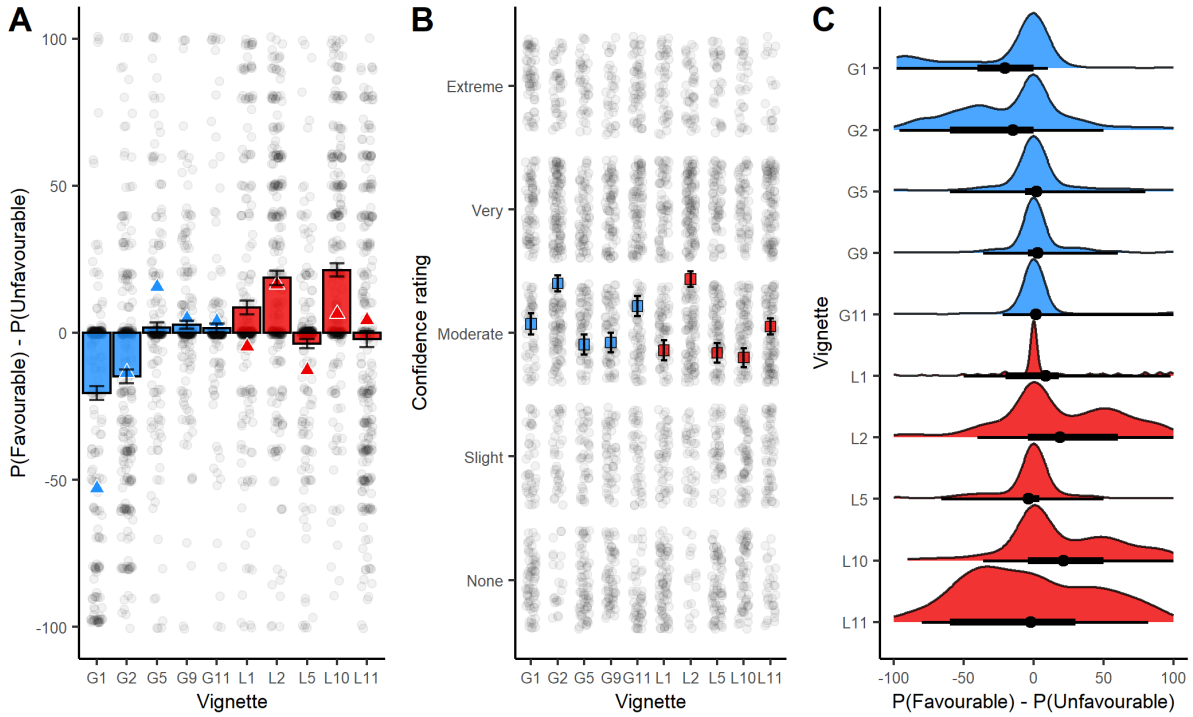 A
P(Favourable) - P(Unfavourable)
100
50
0
-50
-100
G1 G2 G5 G9 G11 L1 L2 L5 L10 L11
Vignette
B
Confidence rating
Extreme
Very
Moderate
Slight
None
G1 G2 G5 G9 G11 L1 L2 L5 L10 L11
Vignette
C
Vignette
G1
G2
G5
G9
G11
L1
L2
L5
L10
L11
-100 -50 0 50 100
P(Favourable) - P(Unfavourable)